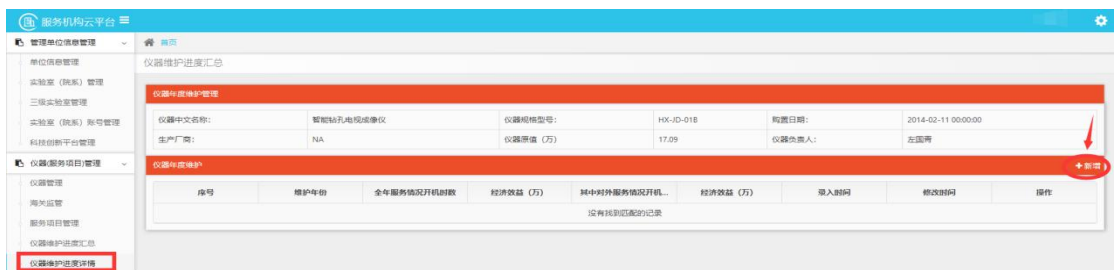 服务机构云平台
管理单位信息管理
首页
单位信息管理
仪器维护进度汇总
实验室（院系）管理
三级实验室管理
实验室（院系）账号管理
科技创新平台管理
仪器(服务项目)管理
仪器管理
海关监管
服务项目管理
仪器维护进度汇总
仪器维护进度详情
仪器年度维护管理
仪器中文名称： 智能钻孔电视成像仪 仪器规格型号： HX-JD-01B 购置日期： 2014-02-11 00:00:00
生产厂商： NA 仪器原值（万） 17.09 仪器负责人： 左国青
仪器年度维护 +新增
序号 维护年份 全年服务情况开机时数 经济效益（万） 其中对外服务情况开机... 经济效益（万） 录入时间 修改时间 操作
没有找到匹配的记录